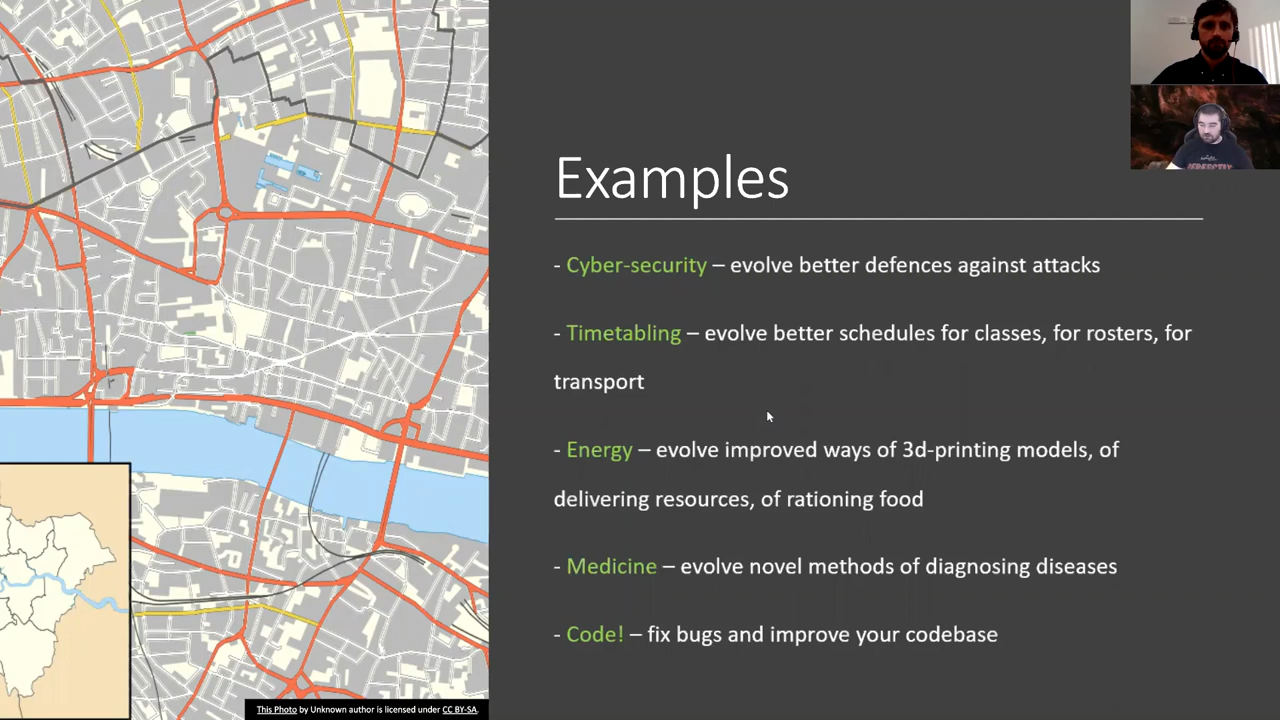 Examples
- Cyber-security – evolve better defences against attacks
- Timetabling – evolve better schedules for classes, for rosters, for
transport
- Energy – evolve improved ways of 3d-printing models, of
delivering resources, of rationing food
- Medicine – evolve novel methods of diagnosing diseases
- Code! – fix bugs and improve your codebase
This Photo by Unknown author is licensed under CC BY-SA.